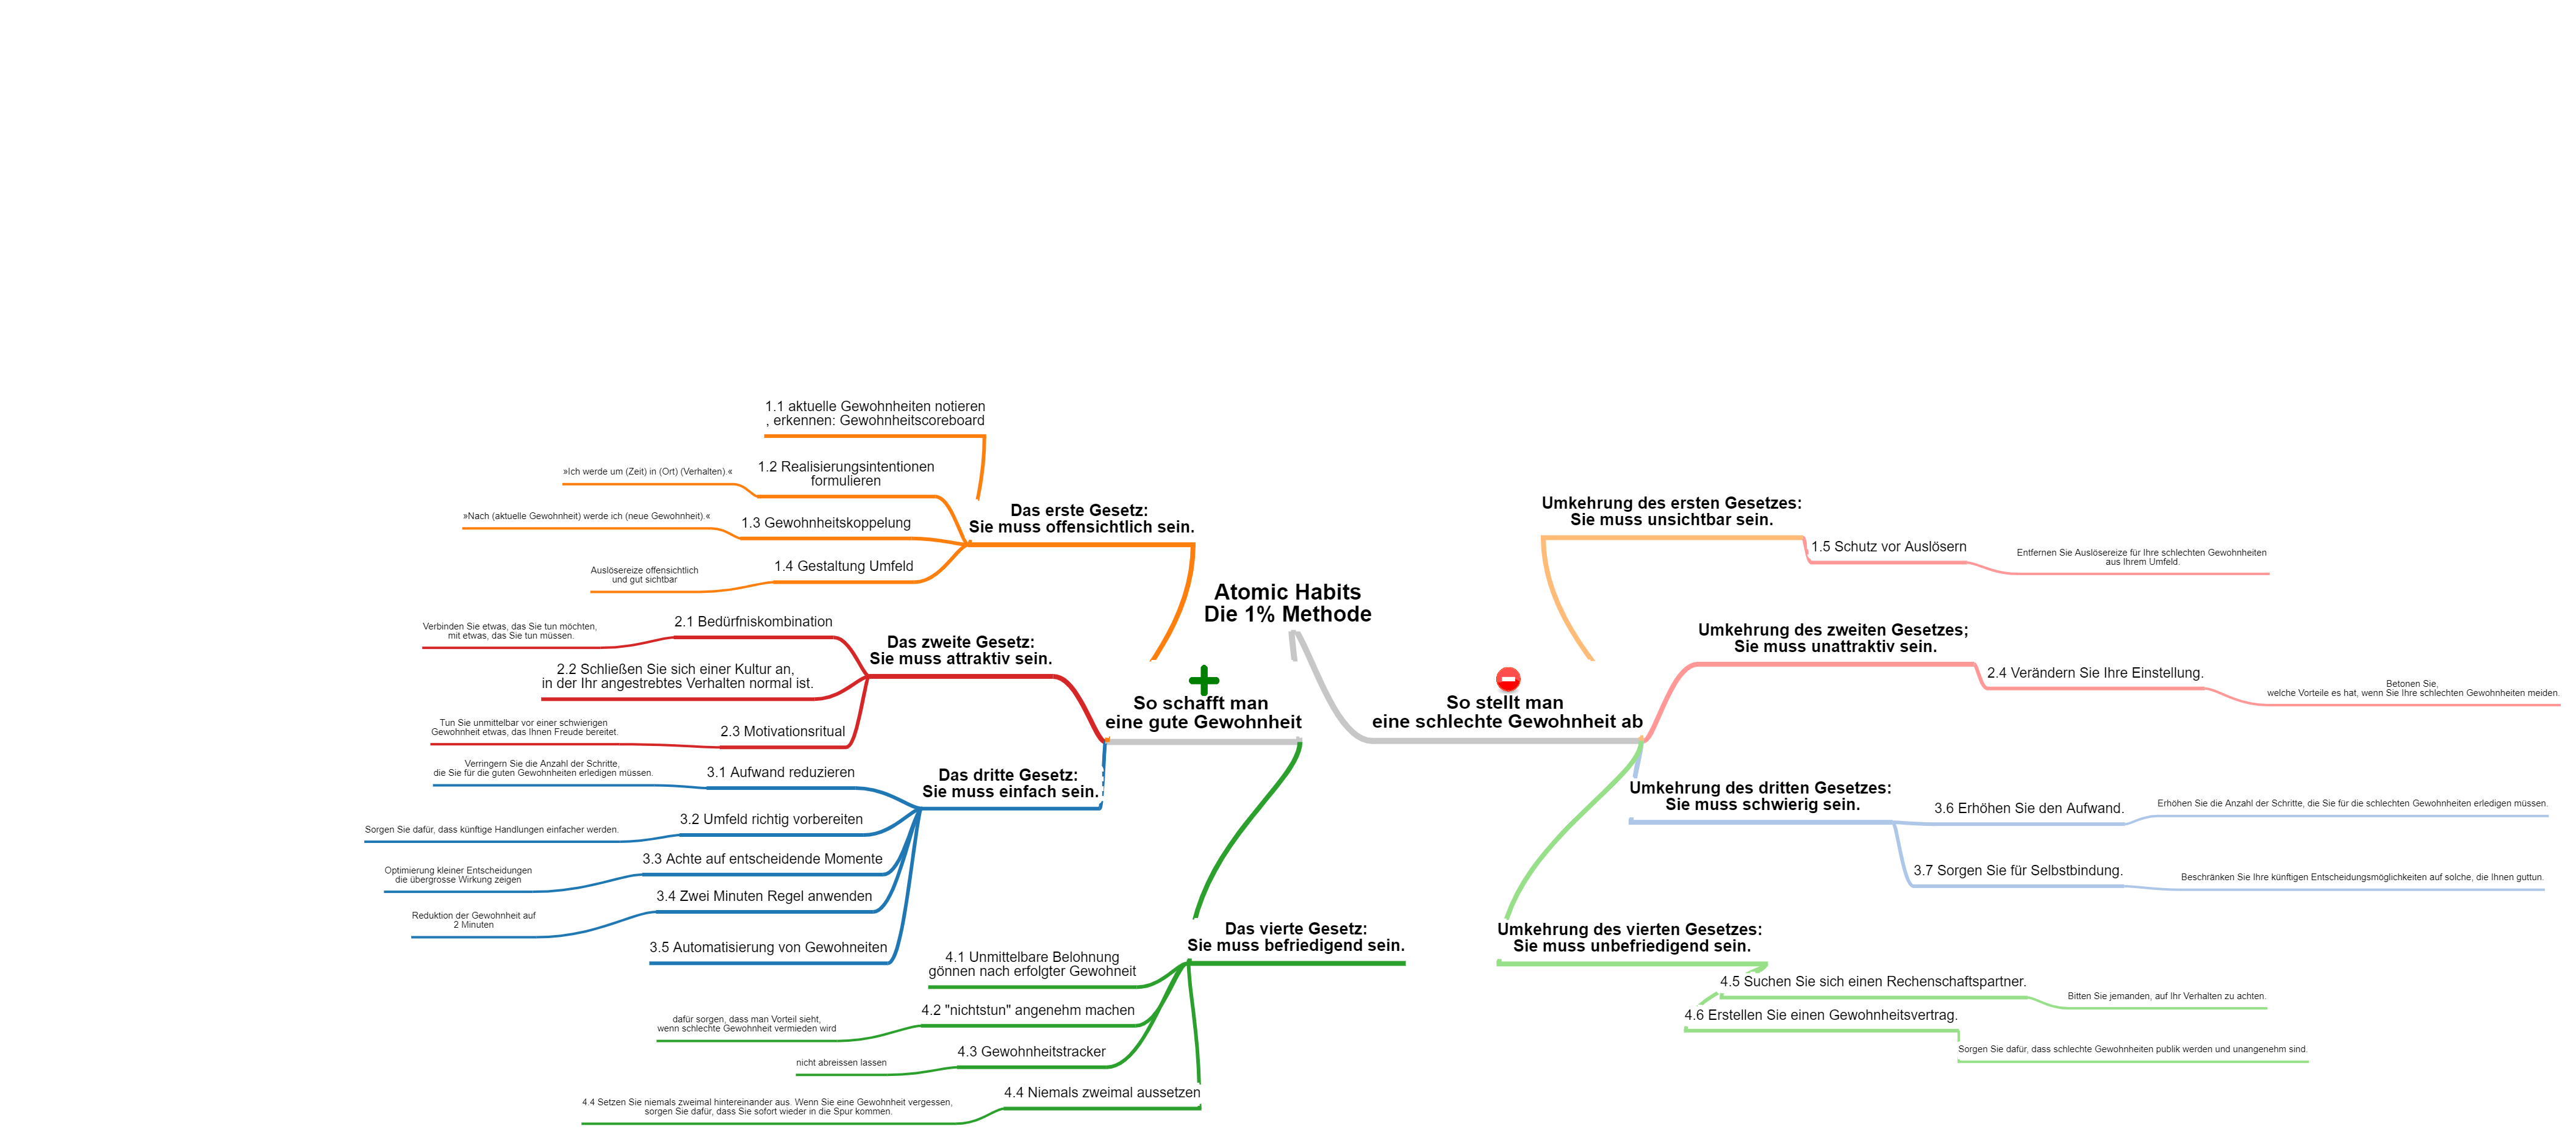 Atomic Habits
Die 1% Methode
So schafft man
eine gute Gewohnheit
Das erste Gesetz:
Sie muss offensichtlich sein.
1.1 aktuelle Gewohnheiten notieren
, erkennen: Gewohnheitscoreboard
1.2 Realisierungsintentionen
formulieren
»Ich werde um (Zeit) in (Ort) (Verhalten).«
1.3 Gewohnheitskoppelung
»Nach (aktuelle Gewohnheit) werde ich (neue Gewohnheit).«
1.4 Gestaltung Umfeld
Auslösereize offensichtlich
und gut sichtbar
Das zweite Gesetz:
Sie muss attraktiv sein.
2.1 Bedürfniskombination
Verbinden Sie etwas, das Sie tun möchten,
mit etwas, das Sie tun müssen.
2.2 Schließen Sie sich einer Kultur an,
in der Ihr angestrebtes Verhalten normal ist.
2.3 Motivationsritual
Tun Sie unmittelbar vor einer schwierigen
Gewohnheit etwas, das Ihnen Freude bereitet.
Das dritte Gesetz:
Sie muss einfach sein.
3.1 Aufwand reduzieren
Verringern Sie die Anzahl der Schritte,
die Sie für die guten Gewohnheiten erledigen müssen.
3.2 Umfeld richtig vorbereiten
Sorgen Sie dafür, dass künftige Handlungen einfacher werden.
3.3 Achte auf entscheidende Momente
Optimierung kleiner Entscheidungen
die übergrosse Wirkung zeigen
3.4 Zwei Minuten Regel anwenden
Reduktion der Gewohnheit auf
2 Minuten
3.5 Automatisierung von Gewohneiten
Das vierte Gesetz:
Sie muss befriedigend sein.
4.1 Unmittelbare Belohnung
gönnen nach erfolgter Gewohneit
4.2 "nichtstun" angenehm machen
dafür sorgen, dass man Vorteil sieht,
wenn schlechte Gewohnheit vermieden wird
4.3 Gewohnheitstracker
nicht abreissen lassen
4.4 Niemals zweimal aussetzen
4.4 Setzen Sie niemals zweimal hintereinander aus. Wenn Sie eine Gewohnheit vergessen,
sorgen Sie dafür, dass Sie sofort wieder in die Spur kommen.
So stellt man
eine schlechte Gewohnheit ab
Umkehrung des ersten Gesetzes:
Sie muss unsichtbar sein.
1.5 Schutz vor Auslösern
Entfernen Sie Auslösereize für Ihre schlechten Gewohnheiten
aus Ihrem Umfeld.
Umkehrung des zweiten Gesetzes;
Sie muss unattraktiv sein.
2.4 Verändern Sie Ihre Einstellung.
Betonen Sie,
welche Vorteile es hat, wenn Sie Ihre schlechten Gewohnheiten meiden.
Umkehrung des dritten Gesetzes:
Sie muss schwierig sein.
3.6 Erhöhen Sie den Aufwand.
Erhöhen Sie die Anzahl der Schritte, die Sie für die schlechten Gewohnheiten erledigen müssen.
3.7 Sorgen Sie für Selbstbindung.
Beschränken Sie Ihre künftigen Entscheidungsmöglichkeiten auf solche, die Ihnen guttun.
Umkehrung des vierten Gesetzes:
Sie muss unbefriedigend sein.
4.5 Suchen Sie sich einen Rechenschaftspartner.
Bitten Sie jemanden, auf Ihr Verhalten zu achten.
4.6 Erstellen Sie einen Gewohnheitsvertrag.
Sorgen Sie dafür, dass schlechte Gewohnheiten publik werden und unangenehm sind.